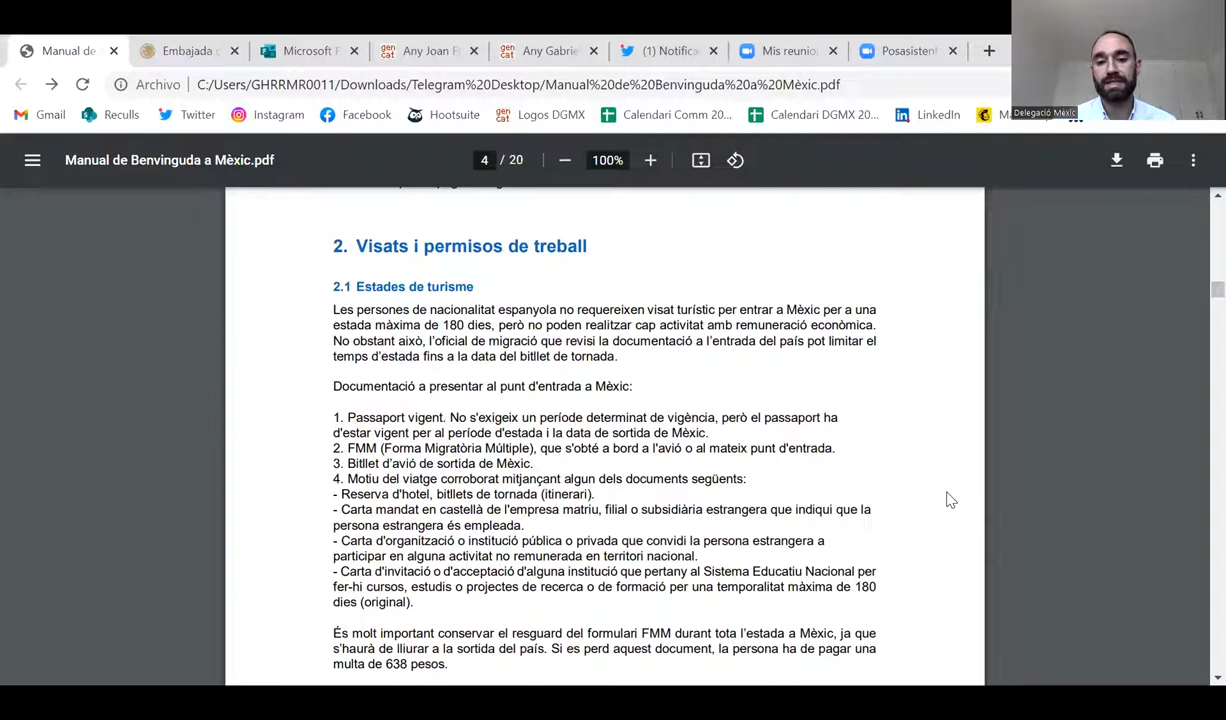 Manual de
Embajada d
Microsoft F
gencat Any Joan F
gencat Any Gabrie
(1) Notifica
Mis reunio
Posasistent
Archivo
C:/Users/GHRRMR0011/Downloads/Telegram%20Desktop/Manual%20de%20Benvinguda%20a%20Mèxic.pdf
Delegació Mèxic
Gmail
Reculls
Twitter
Instagram
Facebook
Hootsuite
gencat Logos DGMX
Calendari Comm 20...
Calendari DGMX 20...
LinkedIn
Manual de Benvinguda a Mèxic.pdf
4 / 20
100%
2. Visats i permisos de treball
2.1 Estades de turisme
Les persones de nacionalitat espanyola no requereixen visat turístic per entrar a Mèxic per a una
estada màxima de 180 dies, però no poden realitzar cap activitat amb remuneració econòmica.
No obstant això, l’oficial de migració que revisi la documentació a l’entrada del país pot limitar el
temps d’estada fins a la data del bitllet de tornada.
Documentació a presentar al punt d'entrada a Mèxic:
1. Passaport vigent. No s'exigeix un període determinat de vigència, però el passaport ha
d'estar vigent per al període d'estada i la data de sortida de Mèxic.
2. FMM (Forma Migratòria Múltiple), que s'obté a bord a l'avió o al mateix punt d'entrada.
3. Bitllet d’avió de sortida de Mèxic.
4. Motiu del viatge corroborat mitjançant algun dels documents següents:
- Reserva d'hotel, bitllets de tornada (itinerari).
- Carta mandat en castellà de l'empresa matriu, filial o subsidiària estrangera que indiqui que la
persona estrangera és empleada.
- Carta d'organització o institució pública o privada que convidi la persona estrangera a
participar en alguna activitat no remunerada en territori nacional.
- Carta d'invitació o d'acceptació d'alguna institució que pertany al Sistema Educatiu Nacional per
fer-hi cursos, estudis o projectes de recerca o de formació per una temporalitat màxima de 180
dies (original).
És molt important conservar el resguard del formulari FMM durant tota l’estada a Mèxic, ja que
s’haurà de lliurar a la sortida del país. Si es perd aquest document, la persona ha de pagar una
multa de 638 pesos.